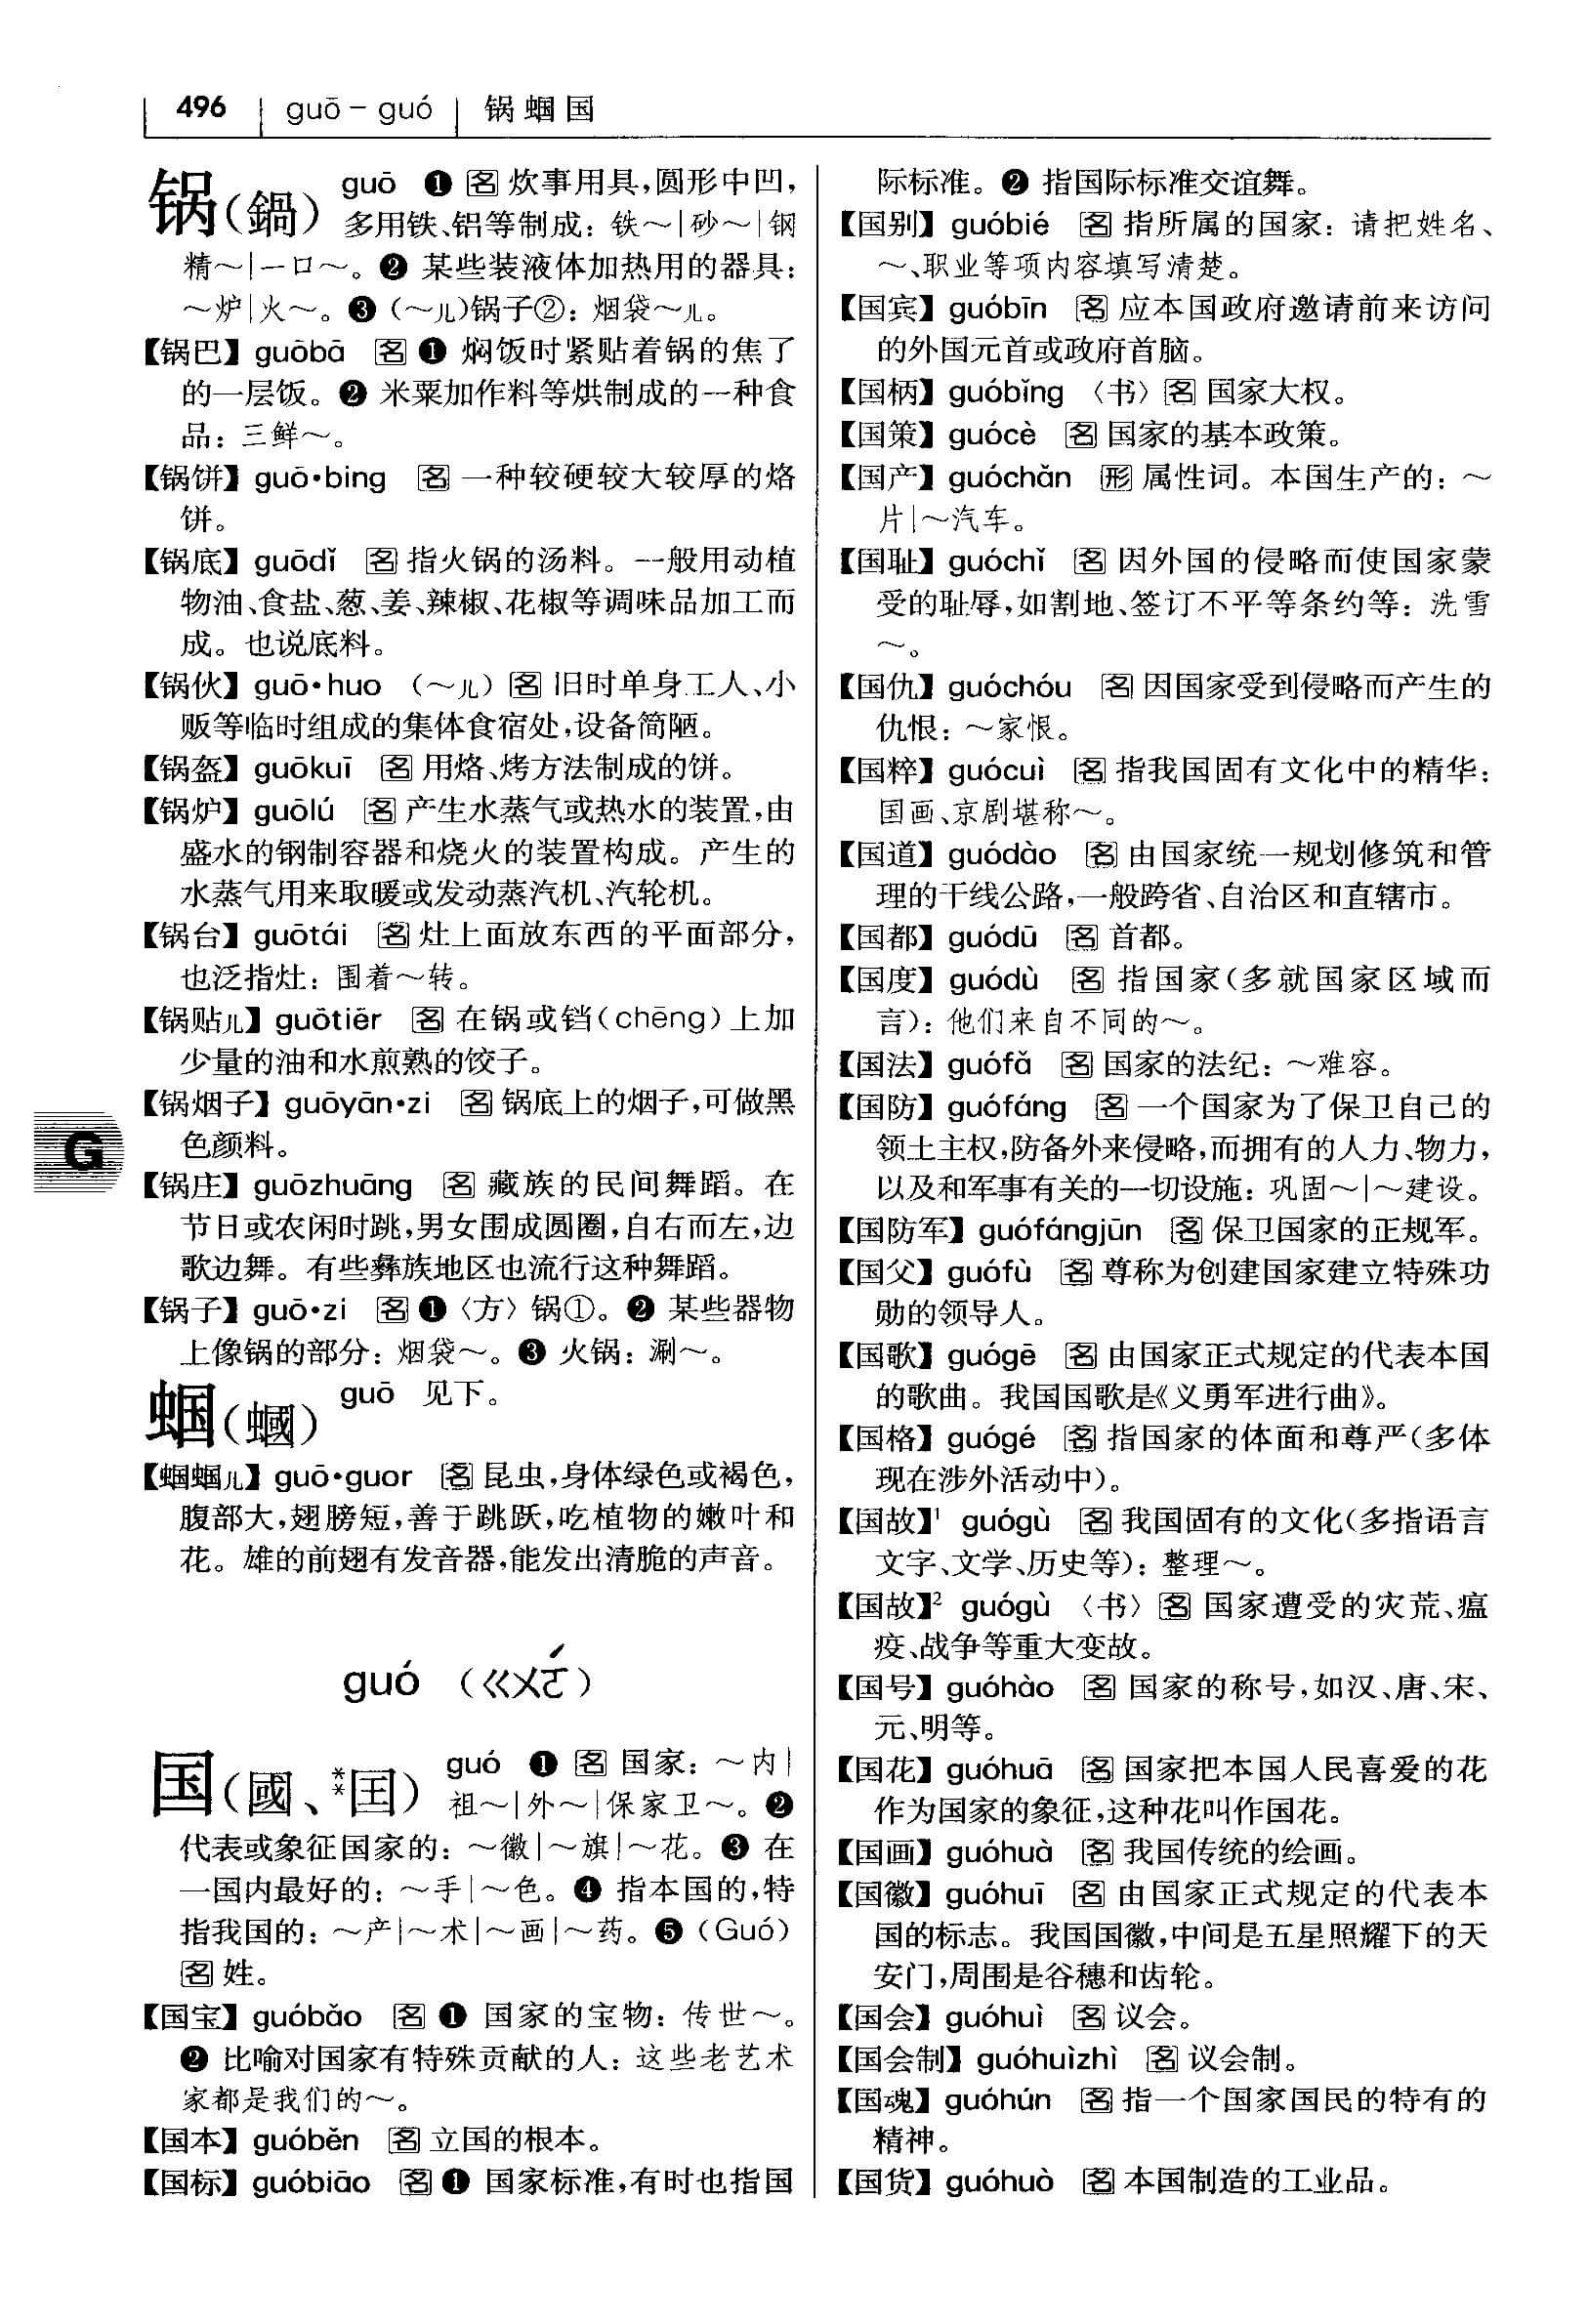 496 guō－guó 锅蝈国
锅(鍋) guō ❶ 名 炊事用具，圆形中凹，
多用铁、铝等制成：铁～|砂～|钢
精～|一口～。❷ 某些装液体加热用的器具：
～炉|火～。❸（～儿）锅子②：烟袋～儿。
【锅巴】guōbā 名 ❶ 焖饭时紧贴着锅的焦了
的一层饭。❷ 米粟加作料等烘制成的一种食
品：三鲜～。
【锅饼】guō•bing 名 一种较硬较大较厚的烙
饼。
【锅底】guōdǐ 名 指火锅的汤料。一般用动植
物油、食盐、葱、姜、辣椒、花椒等调味品加工而
成。也说底料。
【锅伙】guō•huo （～儿）名 旧时单身工人、小
贩等临时组成的集体食宿处，设备简陋。
【锅盔】guōkuī 名 用烙、烤方法制成的饼。
【锅炉】guōlú 名 产生水蒸气或热水的装置，由
盛水的钢制容器和烧火的装置构成。产生的
水蒸气用来取暖或发动蒸汽机、汽轮机。
【锅台】guōtái 名 灶上面放东西的平面部分，
也泛指灶：围着～转。
【锅贴儿】guōtiēr 名 在锅或铛（chēng）上加
少量的油和水煎熟的饺子。
【锅烟子】guōyān•zi 名 锅底上的烟子，可做黑
色颜料。
【锅庄】guōzhuāng 名 藏族的民间舞蹈。在
节日或农闲时跳，男女围成圆圈，自右而左，边
歌边舞。有些彝族地区也流行这种舞蹈。
【锅子】guō•zi 名 ❶〈方〉锅①。❷ 某些器物
上像锅的部分：烟袋～。❸ 火锅：涮～。
蝈(蟈) guō 见下。
【蝈蝈儿】guō•guor 名 昆虫，身体绿色或褐色，
腹部大，翅膀短，善于跳跃，吃植物的嫩叶和
花。雄的前翅有发音器，能发出清脆的声音。
guó （ㄍㄨㄛˊ）
国(國、**囯) guó ❶ 名 国家：～内|
祖～|外～|保家卫～。❷
代表或象征国家的：～徽|～旗|～花。❸ 在
一国内最好的：～手|～色。❹ 指本国的，特
指我国的：～产|～术|～画|～药。❺（Guó）
名 姓。
【国宝】guóbǎo 名 ❶ 国家的宝物：传世～。
❷ 比喻对国家有特殊贡献的人：这些老艺术
家都是我们的～。
【国本】guóběn 名 立国的根本。
【国标】guóbiāo 名 ❶ 国家标准，有时也指国
际标准。❷ 指国际标准交谊舞。
【国别】guóbié 名 指所属的国家：请把姓名、
～、职业等项内容填写清楚。
【国宾】guóbīn 名 应本国政府邀请前来访问
的外国元首或政府首脑。
【国柄】guóbǐng 〈书〉名 国家大权。
【国策】guócè 名 国家的基本政策。
【国产】guóchǎn 形 属性词。本国生产的：～
片|～汽车。
【国耻】guóchǐ 名 因外国的侵略而使国家蒙
受的耻辱，如割地、签订不平等条约等：洗雪
～。
【国仇】guóchóu 名 因国家受到侵略而产生的
仇恨：～家恨。
【国粹】guócuì 名 指我国固有文化中的精华：
国画、京剧堪称～。
【国道】guódào 名 由国家统一规划修筑和管
理的干线公路，一般跨省、自治区和直辖市。
【国都】guódū 名 首都。
【国度】guódù 名 指国家（多就国家区域而
言）：他们来自不同的～。
【国法】guófǎ 名 国家的法纪：～难容。
【国防】guófáng 名 一个国家为了保卫自己的
领土主权，防备外来侵略，而拥有的人力、物力，
以及和军事有关的一切设施：巩固～|～建设。
【国防军】guófángjūn 名 保卫国家的正规军。
【国父】guófù 名 尊称为创建国家建立特殊功
勋的领导人。
【国歌】guógē 名 由国家正式规定的代表本国
的歌曲。我国国歌是《义勇军进行曲》。
【国格】guógé 名 指国家的体面和尊严（多体
现在涉外活动中）。
【国故】¹ guógù 名 我国固有的文化（多指语言
文字、文学、历史等）：整理～。
【国故】² guógù 〈书〉名 国家遭受的灾荒、瘟
疫、战争等重大变故。
【国号】guóhào 名 国家的称号，如汉、唐、宋、
元、明等。
【国花】guóhuā 名 国家把本国人民喜爱的花
作为国家的象征，这种花叫作国花。
【国画】guóhuà 名 我国传统的绘画。
【国徽】guóhuī 名 由国家正式规定的代表本
国的标志。我国国徽，中间是五星照耀下的天
安门，周围是谷穗和齿轮。
【国会】guóhuì 名 议会。
【国会制】guóhuìzhì 名 议会制。
【国魂】guóhún 名 指一个国家国民的特有的
精神。
【国货】guóhuò 名 本国制造的工业品。
G